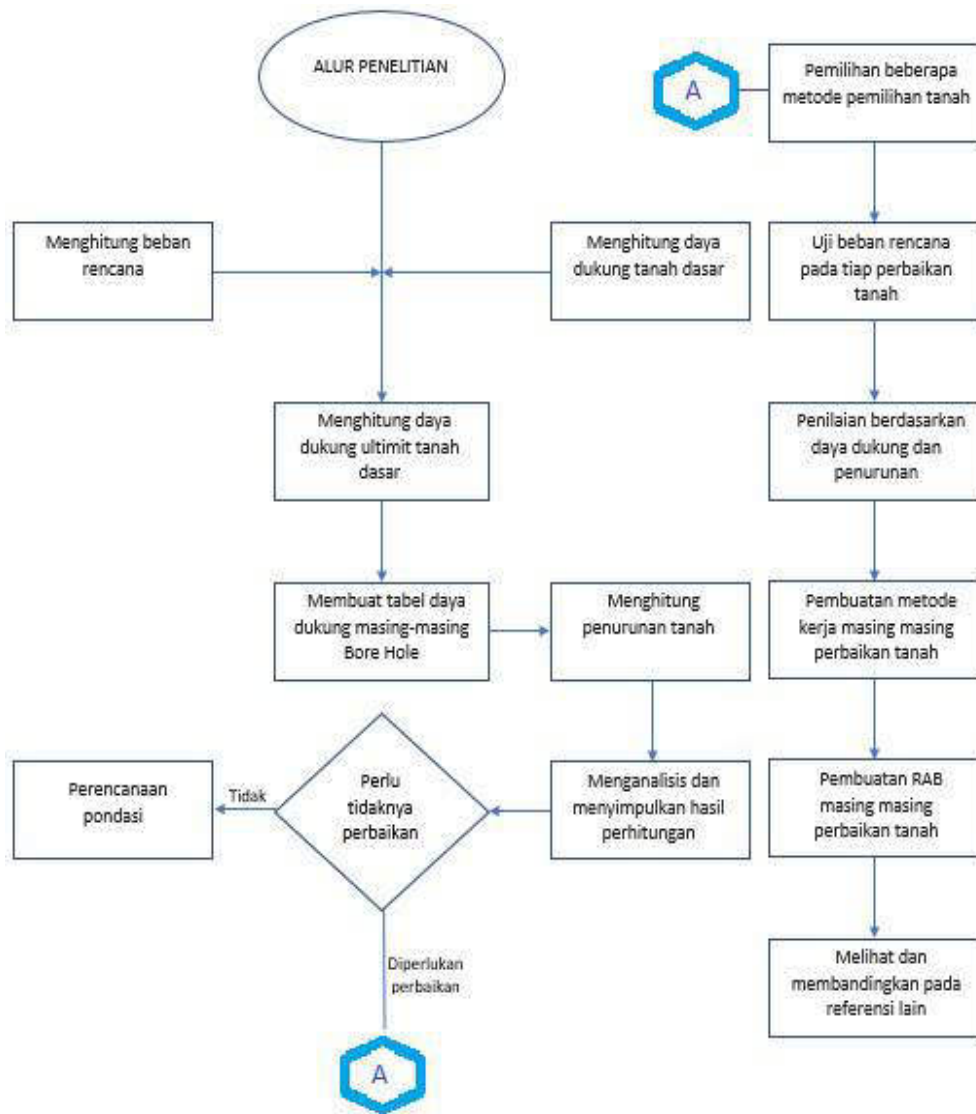 ALUR PENELITIAN
Menghitung beban
rencana
Menghitung daya
dukung tanah dasar
Menghitung daya
dukung ultimit tanah
dasar
Membuat tabel daya
dukung masing-masing
Bore Hole
Menghitung
penurunan tanah
Menganalisis dan
menyimpulkan hasil
perhitungan
Perlu
tidaknya
perbaikan
Tidak
Perencanaan
pondasi
Diperlukan
perbaikan
A
A
Pemilihan beberapa
metode pemilihan tanah
Uji beban rencana
pada tiap perbaikan
tanah
Penilaian berdasarkan
daya dukung dan
penurunan
Pembuatan metode
kerja masing masing
perbaikan tanah
Pembuatan RAB
masing masing
perbaikan tanah
Melihat dan
membandingkan pada
referensi lain